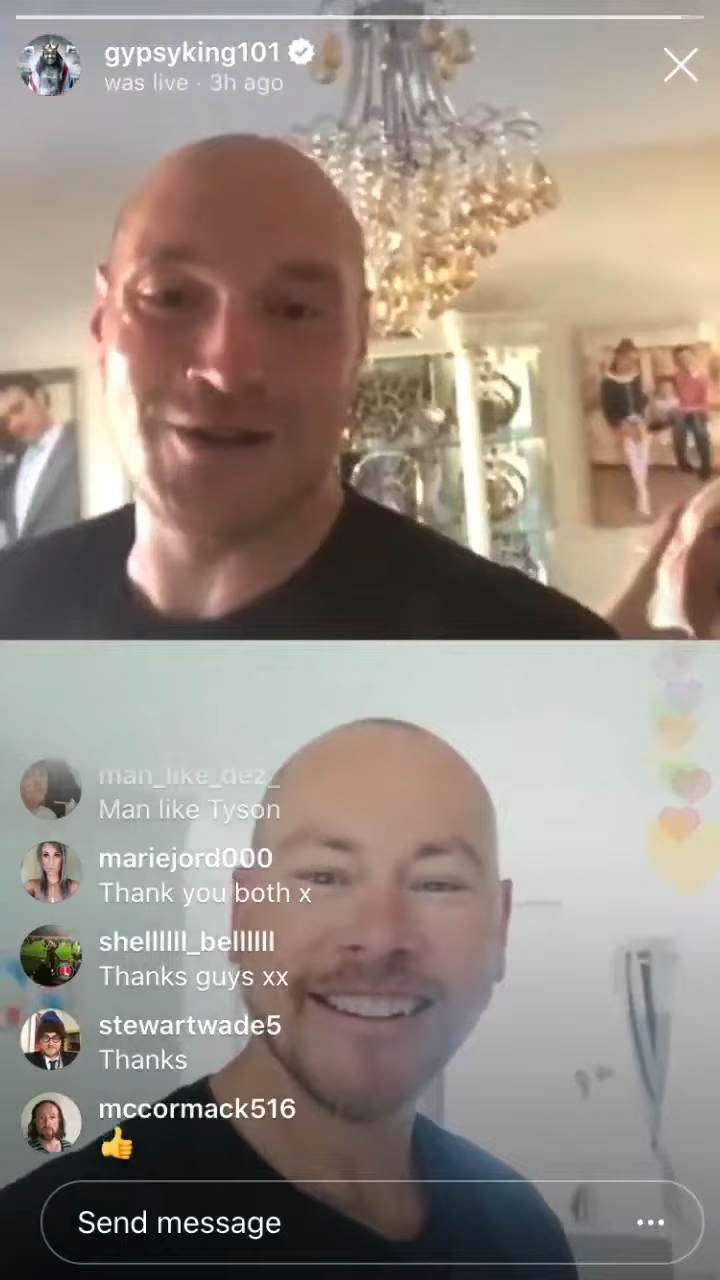 gypsyking101
was live · 3h ago
man_like_dez_
Man like Tyson
mariejord000
Thank you both x
shellllll_bellllll
Thanks guys xx
stewartwade5
Thanks
mccormack516
👍
Send message